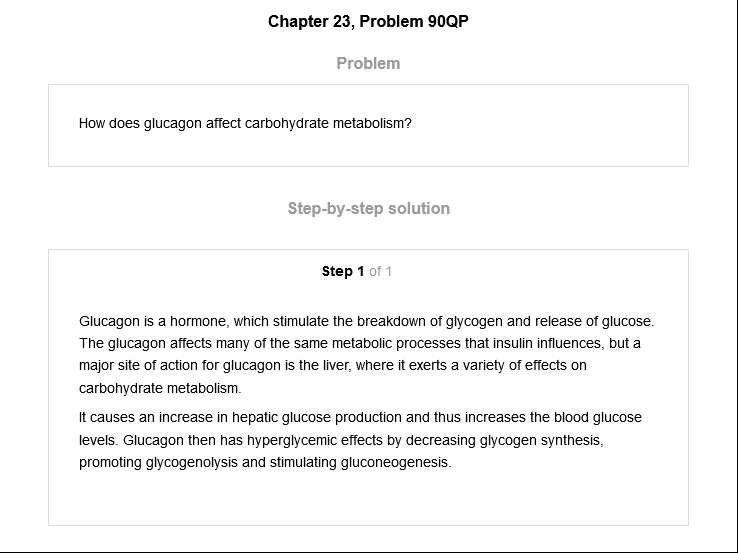 Chapter 23, Problem 90QP
Problem
How does glucagon affect carbohydrate metabolism?
Step-by-step solution
Step 1 of 1
Glucagon is a hormone, which stimulate the breakdown of glycogen and release of glucose.
The glucagon affects many of the same metabolic processes that insulin influences, but a
major site of action for glucagon is the liver, where it exerts a variety of effects on
carbohydrate metabolism.
It causes an increase in hepatic glucose production and thus increases the blood glucose
levels. Glucagon then has hyperglycemic effects by decreasing glycogen synthesis,
promoting glycogenolysis and stimulating gluconeogenesis.